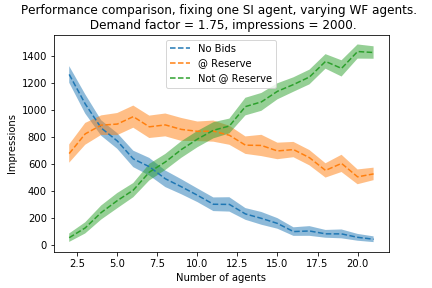 Performance comparison, fixing one SI agent, varying WF agents.
Demand factor = 1.75, impressions = 2000.
No Bids
@ Reserve
Not @ Reserve
Impressions
1400
1200
1000
800
600
400
200
0
2.5 5.0 7.5 10.0 12.5 15.0 17.5 20.0
Number of agents